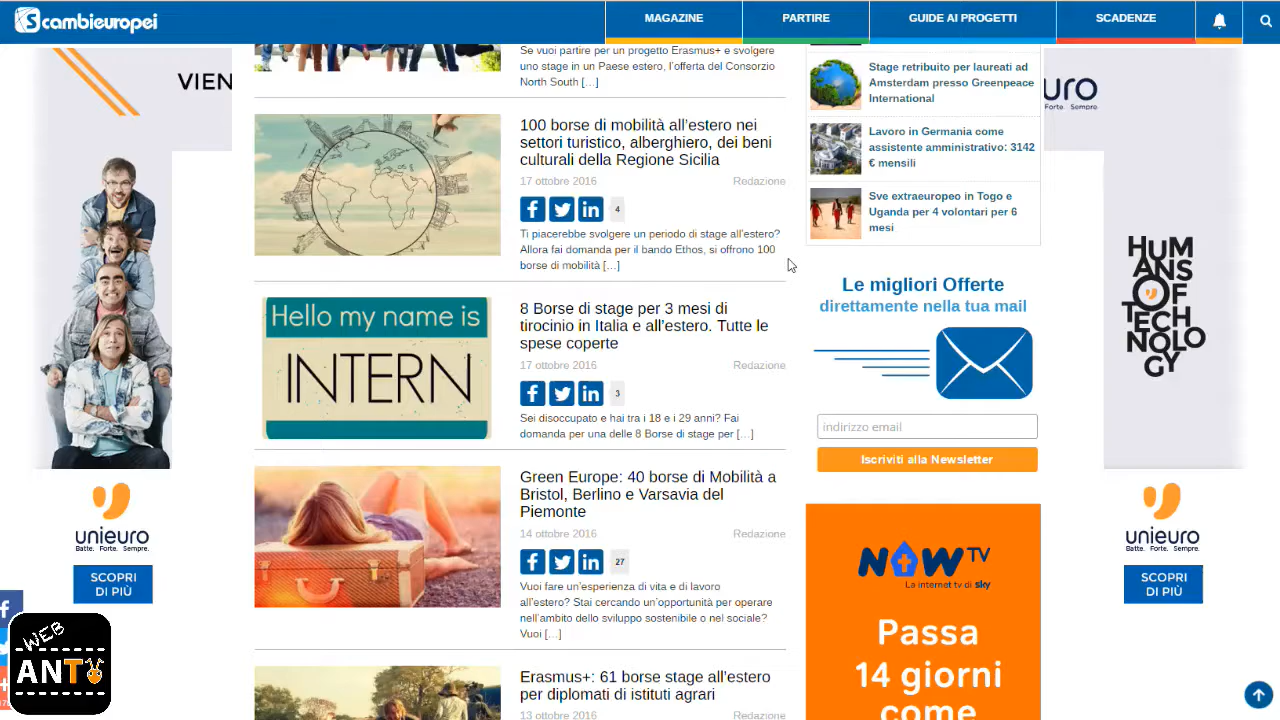 Scambieuropei
MAGAZINE
PARTIRE
GUIDE AI PROGETTI
SCADENZE
VIEN
Se vuoi partire per un progetto Erasmus+ e svolgere
uno stage in un Paese estero, l'offerta del Consorzio
North South […]
100 borse di mobilità all'estero nei
settori turistico, alberghiero, dei beni
culturali della Regione Sicilia
17 ottobre 2016
Redazione
4
Ti piacerebbe svolgere un periodo di stage all'estero?
Allora fai domanda per il bando Ethos, si offrono 100
borse di mobilità […]
Hello my name is
INTERN
8 Borse di stage per 3 mesi di
tirocinio in Italia e all'estero. Tutte le
spese coperte
17 ottobre 2016
Redazione
3
Sei disoccupato e hai tra i 18 e i 29 anni? Fai
domanda per una delle 8 Borse di stage per […]
Green Europe: 40 borse di Mobilità a
Bristol, Berlino e Varsavia del
Piemonte
14 ottobre 2016
Redazione
27
Vuoi fare un'esperienza di vita e di lavoro
all'estero? Stai cercando un'opportunità per operare
nell'ambito dello sviluppo sostenibile o nel sociale?
Vuoi […]
Erasmus+: 61 borse stage all'estero
per diplomati di istituti agrari
13 ottobre 2016
Redazione
Stage retribuito per laureati ad
Amsterdam presso Greenpeace
International
Lavoro in Germania come
assistente amministrativo: 3142
€ mensili
Sve extraeuropeo in Togo e
Uganda per 4 volontari per 6
mesi
Le migliori Offerte
direttamente nella tua mail
indirizzo email
Iscriviti alla Newsletter
NOW TV
La internet tv di sky
Passa
14 giorni
come
unieuro
Batte. Forte. Sempre.
SCOPRI
DI PIÙ
WEB
ANT
uro
Forte. Sempre.
HUMANS
OF
TECHNOLOGY
unieuro
Batte. Forte. Sempre.
SCOPRI
DI PIÙ